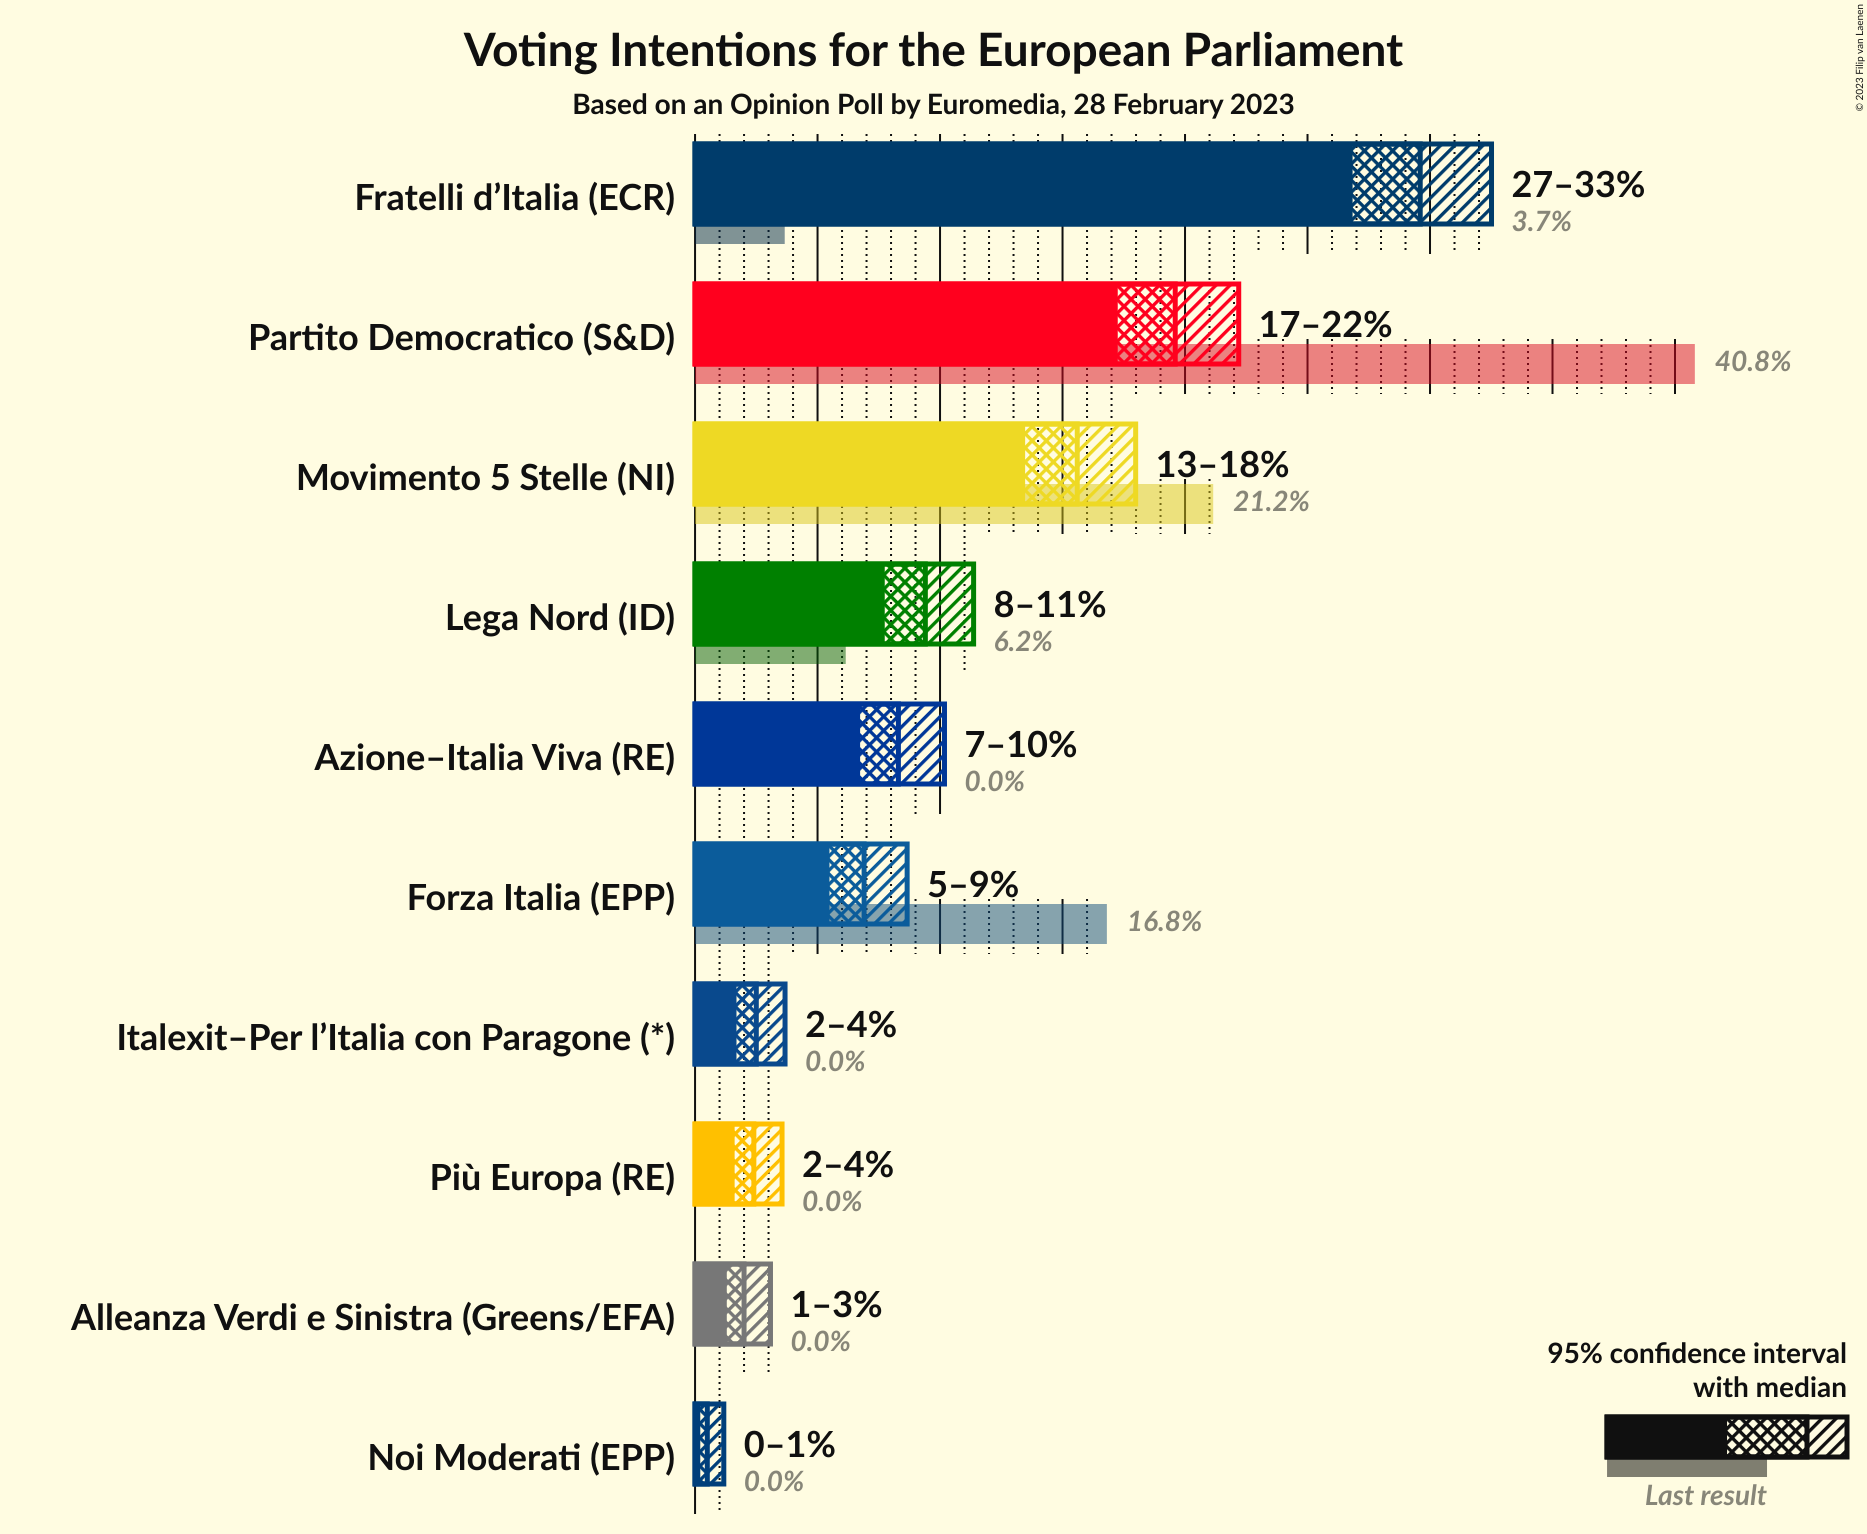 Voting Intentions for the European Parliament
Based on an Opinion Poll by Euromedia, 28 February 2023
© 2023 Filip van Laenen
Fratelli d’Italia (ECR)
27–33%
3.7%
Partito Democratico (S&D)
17–22%
40.8%
Movimento 5 Stelle (NI)
13–18%
21.2%
Lega Nord (ID)
8–11%
6.2%
Azione–Italia Viva (RE)
7–10%
0.0%
Forza Italia (EPP)
5–9%
16.8%
Italexit–Per l’Italia con Paragone (*)
2–4%
0.0%
Più Europa (RE)
2–4%
0.0%
Alleanza Verdi e Sinistra (Greens/EFA)
1–3%
0.0%
Noi Moderati (EPP)
0–1%
0.0%
95% confidence interval
with median
Last result